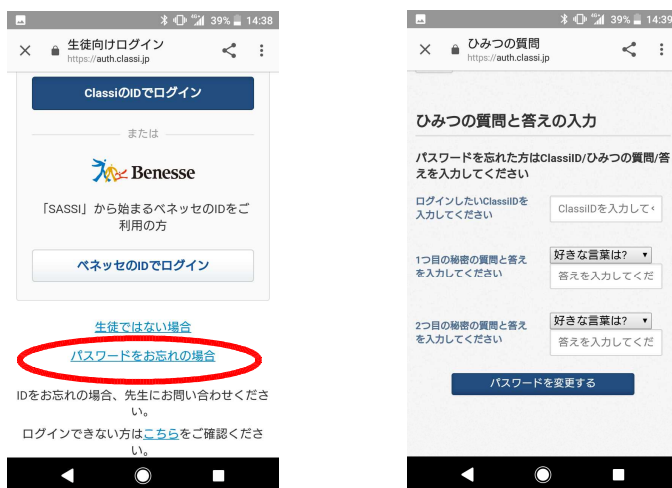 39% 14:38
生徒向けログイン
https://auth.classi.jp
ClassiのIDでログイン
または
Benesse
「SASSI」から始まるベネッセのIDをご
利用の方
ベネッセのIDでログイン
生徒ではない場合
パスワードをお忘れの場合
IDをお忘れの場合、先生にお問い合わせくださ
い。
ログインできない方はこちらをご確認くださ
い。
39% 14:39
ひみつの質問
https://auth.classi.jp
ひみつの質問と答えの入力
パスワードを忘れた方はClassiID/ひみつの質問/答
えを入力してください
ログインしたいClassiIDを
入力してください
ClassiIDを入力して
1つ目の秘密の質問と答え
を入力してください
好きな言葉は?
答えを入力してくだ
2つ目の秘密の質問と答え
を入力してください
好きな言葉は?
答えを入力してくだ
パスワードを変更する